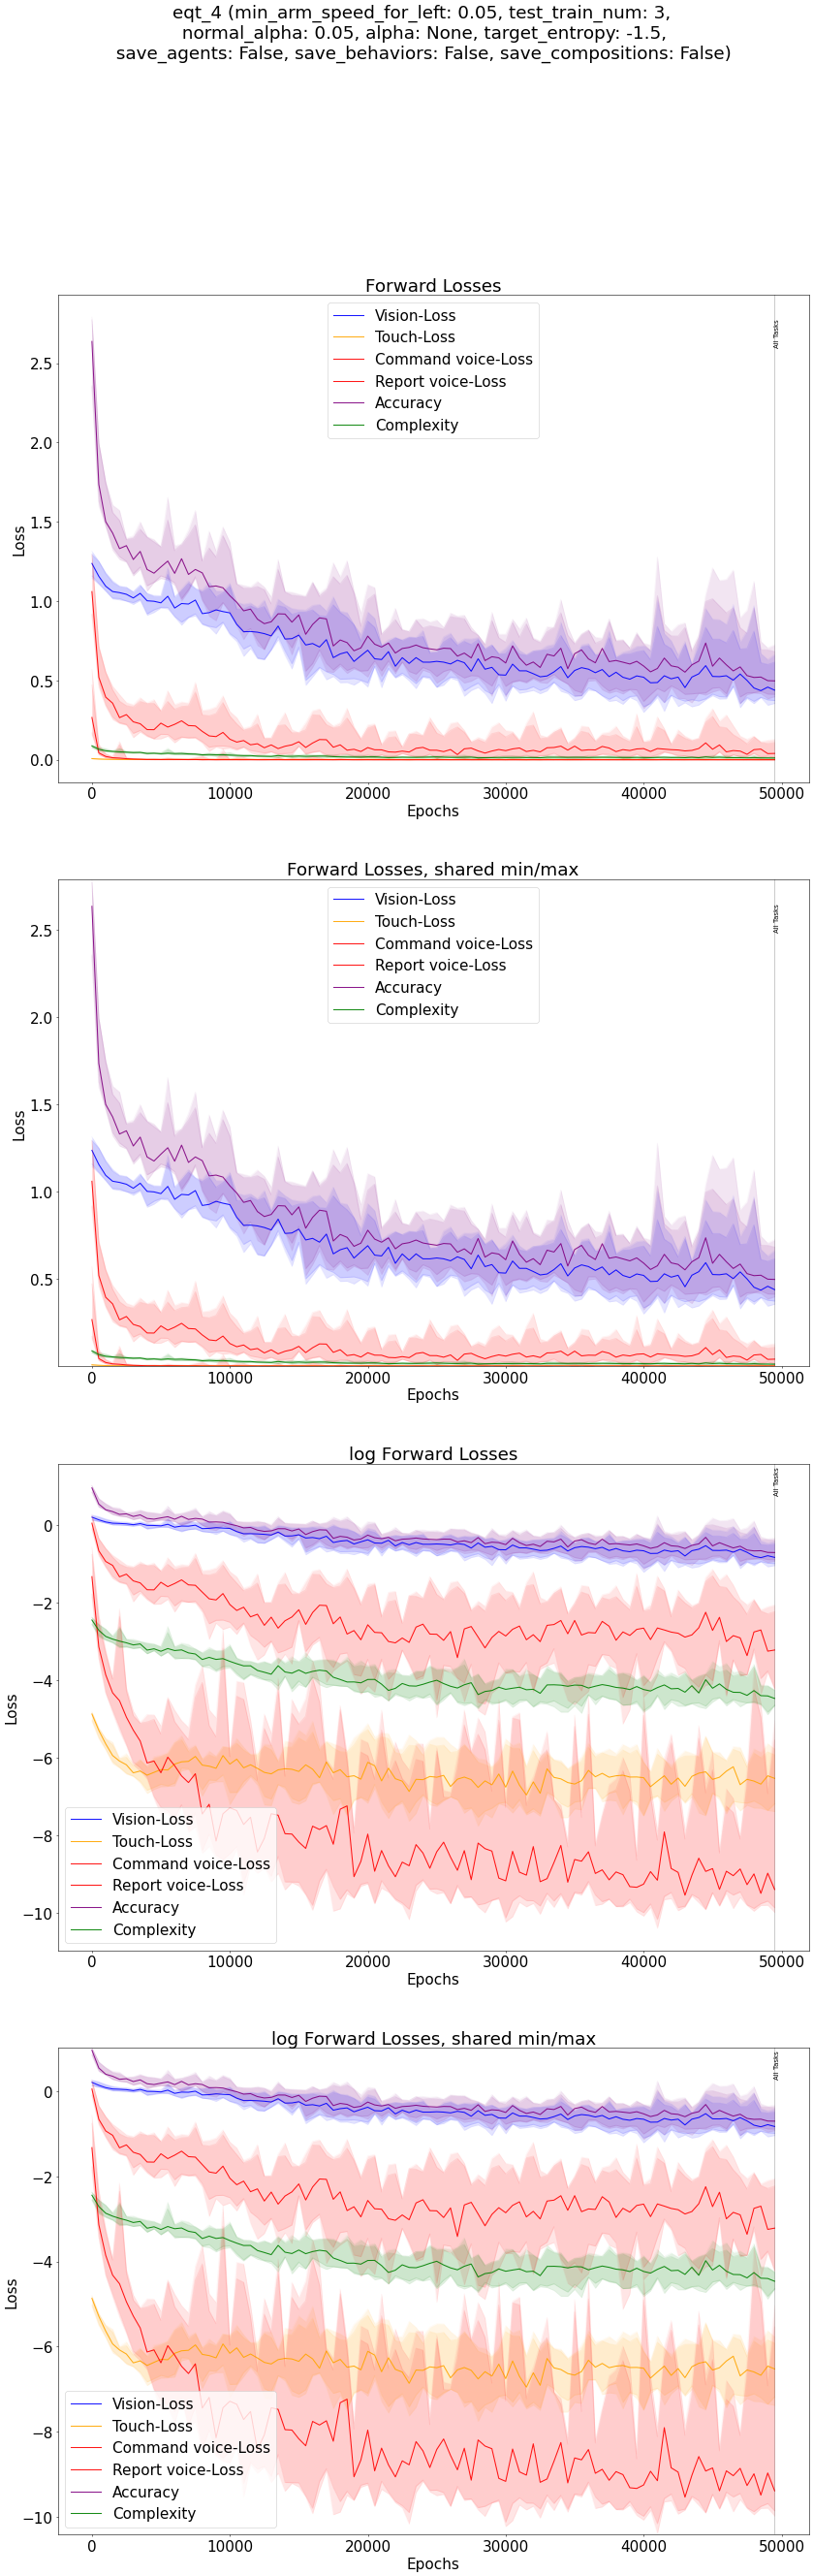 eqt_4 (min_arm_speed_for_left: 0.05, test_train_num: 3,
normal_alpha: 0.05, alpha: None, target_entropy: -1.5,
save_agents: False, save_behaviors: False, save_compositions: False)
Forward Losses
Vision-Loss
Touch-Loss
Command voice-Loss
Report voice-Loss
Accuracy
Complexity
All Tasks
2.5
2.0
1.5
1.0
0.5
0.0
Loss
0 10000 20000 30000 40000 50000
Epochs
Forward Losses, shared min/max
Vision-Loss
Touch-Loss
Command voice-Loss
Report voice-Loss
Accuracy
Complexity
All Tasks
2.5
2.0
1.5
1.0
0.5
Loss
0 10000 20000 30000 40000 50000
Epochs
log Forward Losses
All Tasks
0
−2
−4
−6
−8
−10
Loss
Vision-Loss
Touch-Loss
Command voice-Loss
Report voice-Loss
Accuracy
Complexity
0 10000 20000 30000 40000 50000
Epochs
log Forward Losses, shared min/max
All Tasks
0
−2
−4
−6
−8
−10
Loss
Vision-Loss
Touch-Loss
Command voice-Loss
Report voice-Loss
Accuracy
Complexity
0 10000 20000 30000 40000 50000
Epochs